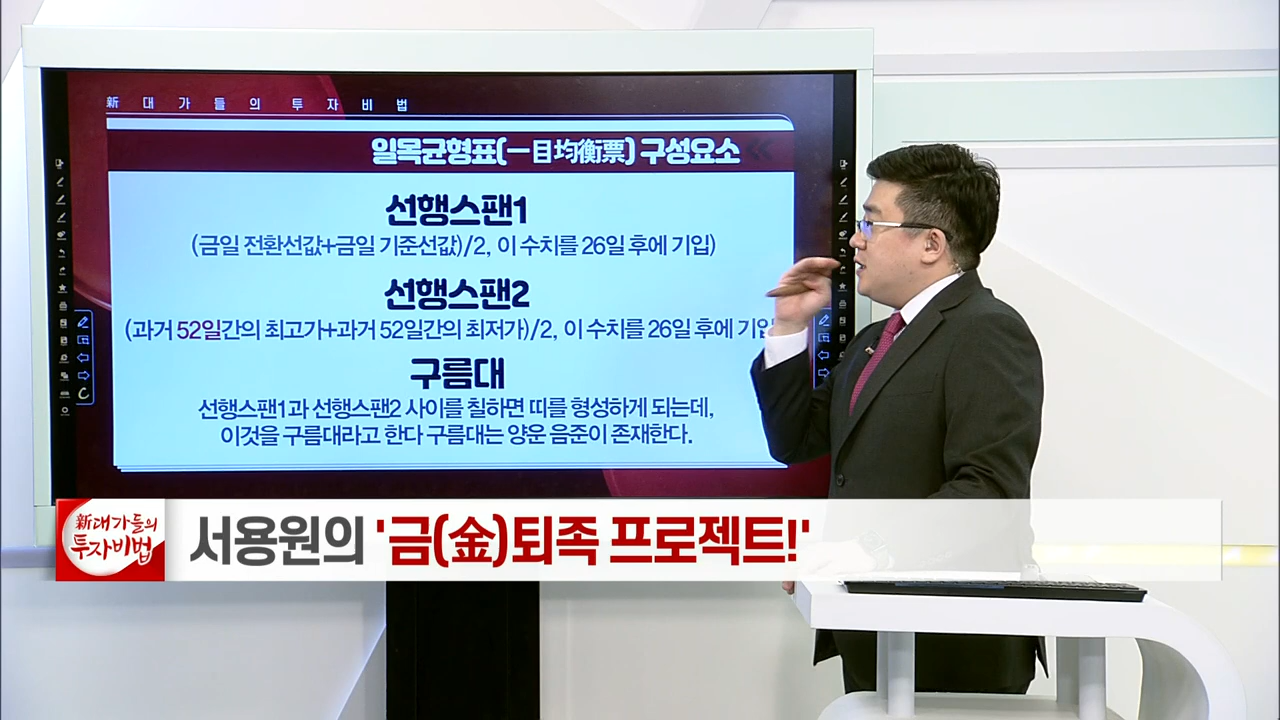 新 대 가 들 의 투 자 비 법
일목균형표(一目均衡票) 구성요소
선행스팬1
(금일 전환선값+금일 기준선값)/2, 이 수치를 26일 후에 기입)
선행스팬2
(과거 52일간의 최고가+과거 52일간의 최저가)/2, 이 수치를 26일 후에 기입
구름대
선행스팬1과 선행스팬2 사이를 칠하면 띠를 형성하게 되는데,
이것을 구름대라고 한다 구름대는 양운 음준이 존재한다.
新대가들의
투자비법
서용원의 '금(金)퇴족 프로젝트!'